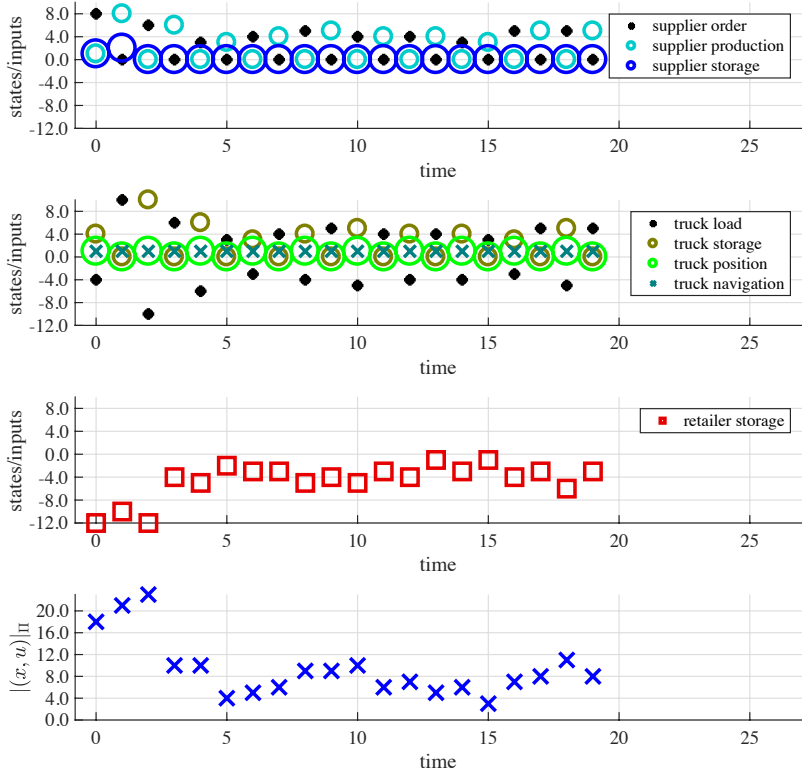 8.0
4.0
0.0
-4.0
-8.0
-12.0
states/inputs
supplier order
supplier production
supplier storage
0 5 10 15 20 25
time
8.0
4.0
0.0
-4.0
-8.0
-12.0
states/inputs
truck load
truck storage
truck position
truck navigation
0 5 10 15 20 25
time
8.0
4.0
0.0
-4.0
-8.0
-12.0
states/inputs
retailer storage
0 5 10 15 20 25
time
20.0
16.0
12.0
8.0
4.0
0.0
|(x, u)|Π
0 5 10 15 20 25
time